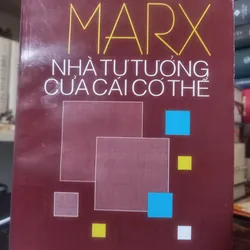 MARX
NHÀ TƯ TƯỞNG
CỦA CÁI CÓ THỂ